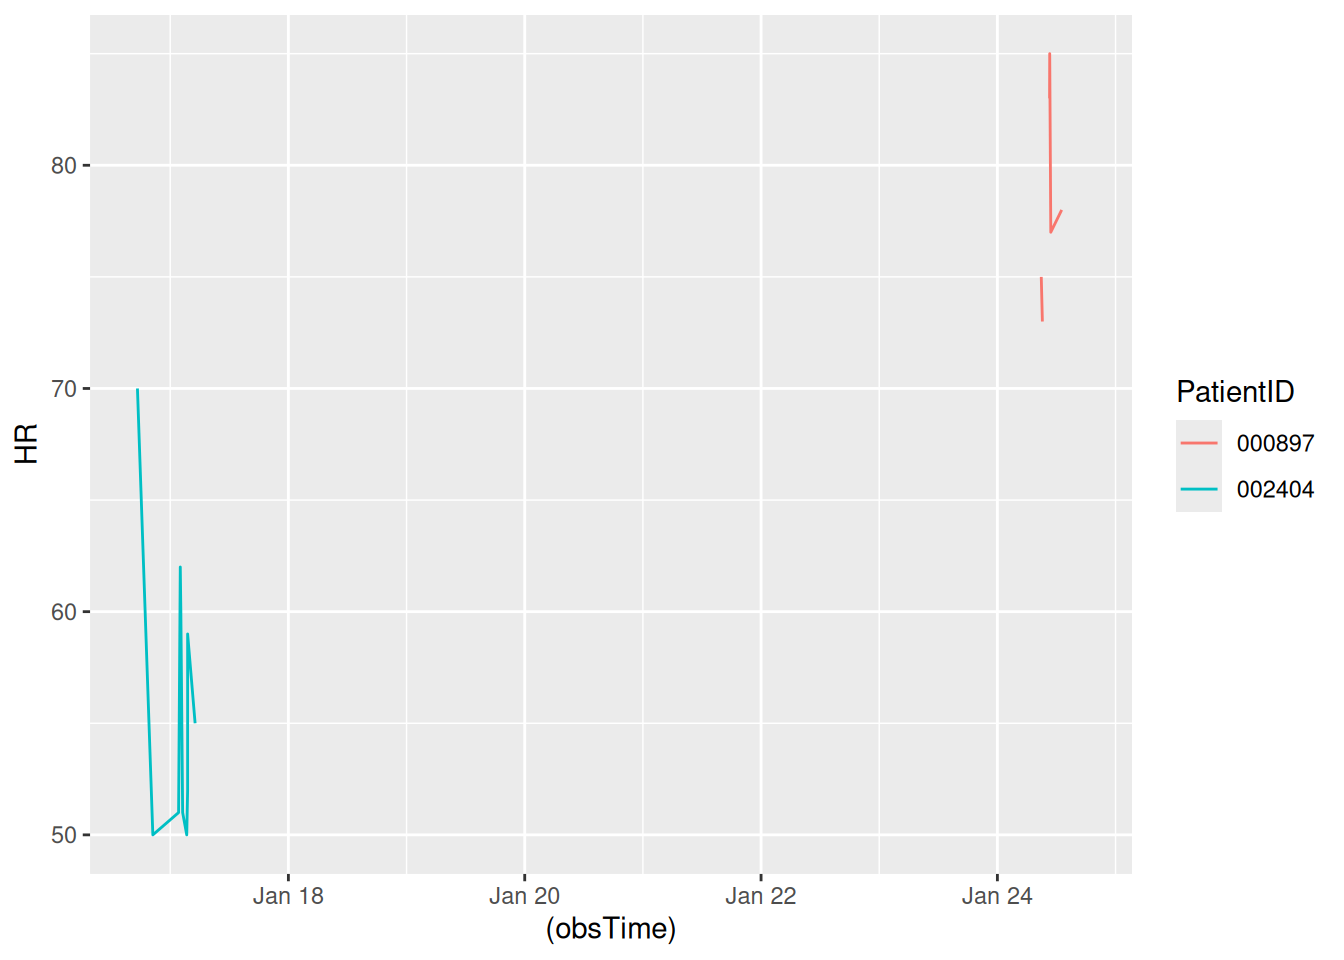 HR
80
70
60
50
Jan 18
Jan 20
Jan 22
Jan 24
(obsTime)
PatientID
000897
002404